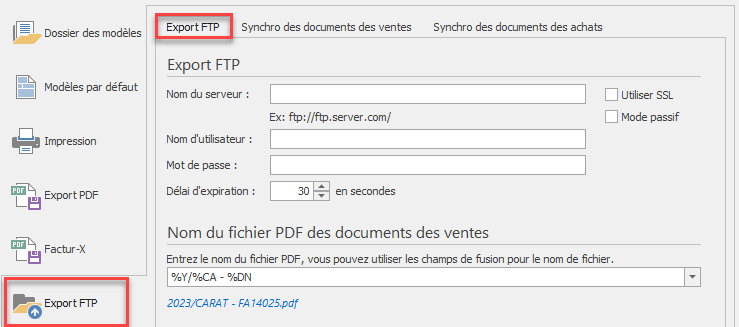 Dossier des modèles
Modèles par défaut
Impression
PDF
Export PDF
PDF
Factur-X
Export FTP
Export FTP Synchro des documents des ventes Synchro des documents des achats
Export FTP
Nom du serveur : Utiliser SSL
Ex: ftp://ftp.server.com/ Mode passif
Nom d'utilisateur :
Mot de passe :
Délai d'expiration : 30 en secondes
Nom du fichier PDF des documents des ventes
Entrez le nom du fichier PDF, vous pouvez utiliser les champs de fusion pour le nom de fichier.
%Y/%CA - %DN
2023/CARAT - FA14025.pdf